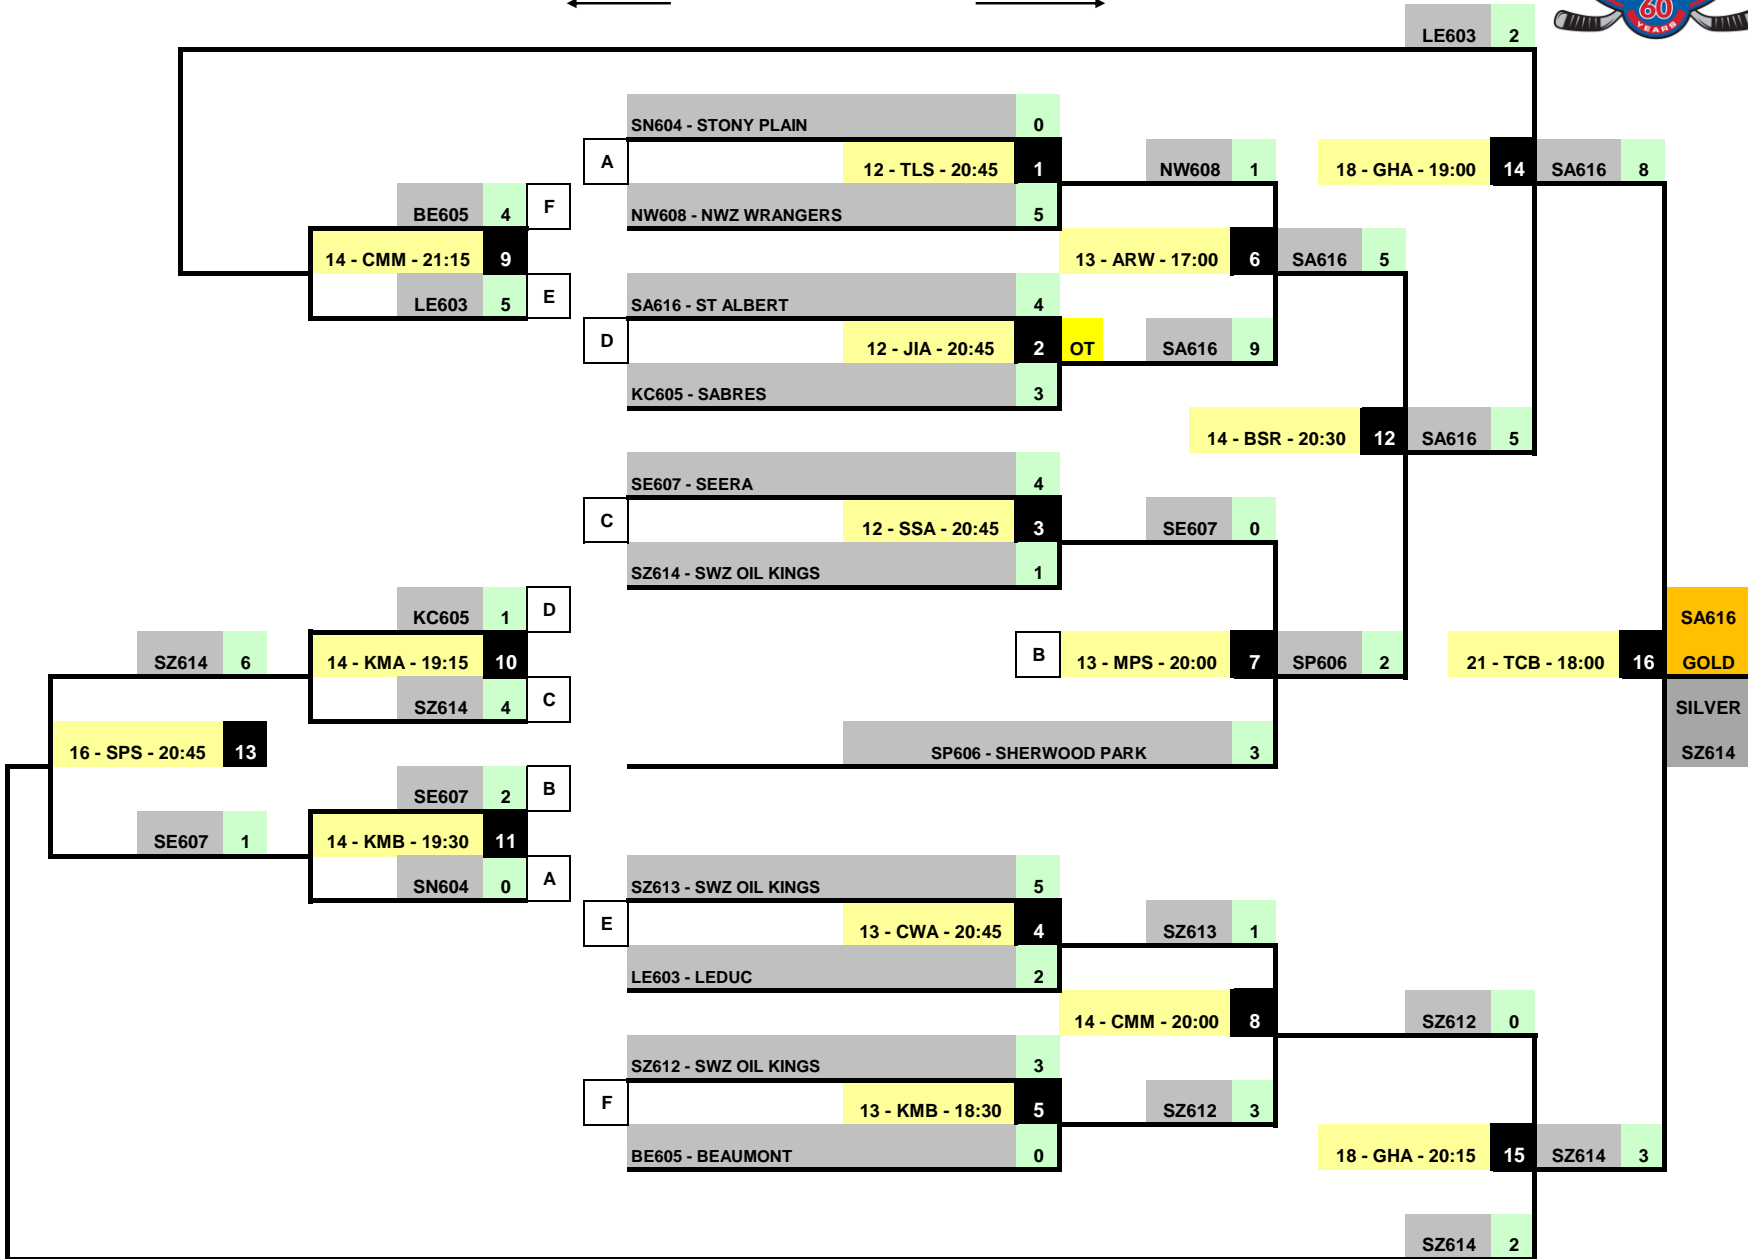 60
YEARS
LE603 2
SN604 - STONY PLAIN 0
A 12 - TLS - 20:45 1 NW608 1 18 - GHA - 19:00 14 SA616 8
BE605 4 F NW608 - NWZ WRANGERS 5
14 - CMM - 21:15 9 13 - ARW - 17:00 6 SA616 5
LE603 5 E SA616 - ST ALBERT 4
D 12 - JIA - 20:45 2 OT SA616 9
KC605 - SABRES 3
14 - BSR - 20:30 12 SA616 5
SE607 - SEERA 4
C 12 - SSA - 20:45 3 SE607 0
SZ614 - SWZ OIL KINGS 1
KC605 1 D SA616
SZ614 6 14 - KMA - 19:15 10 B 13 - MPS - 20:00 7 SP606 2 21 - TCB - 18:00 16 GOLD
SZ614 4 C SILVER
16 - SPS - 20:45 13 SP606 - SHERWOOD PARK 3 SZ614
SE607 2 B
SE607 1 14 - KMB - 19:30 11
SN604 0 A SZ613 - SWZ OIL KINGS 5
E 13 - CWA - 20:45 4 SZ613 1
LE603 - LEDUC 2
14 - CMM - 20:00 8 SZ612 0
SZ612 - SWZ OIL KINGS 3
F 13 - KMB - 18:30 5 SZ612 3
BE605 - BEAUMONT 0 18 - GHA - 20:15 15 SZ614 3
SZ614 2